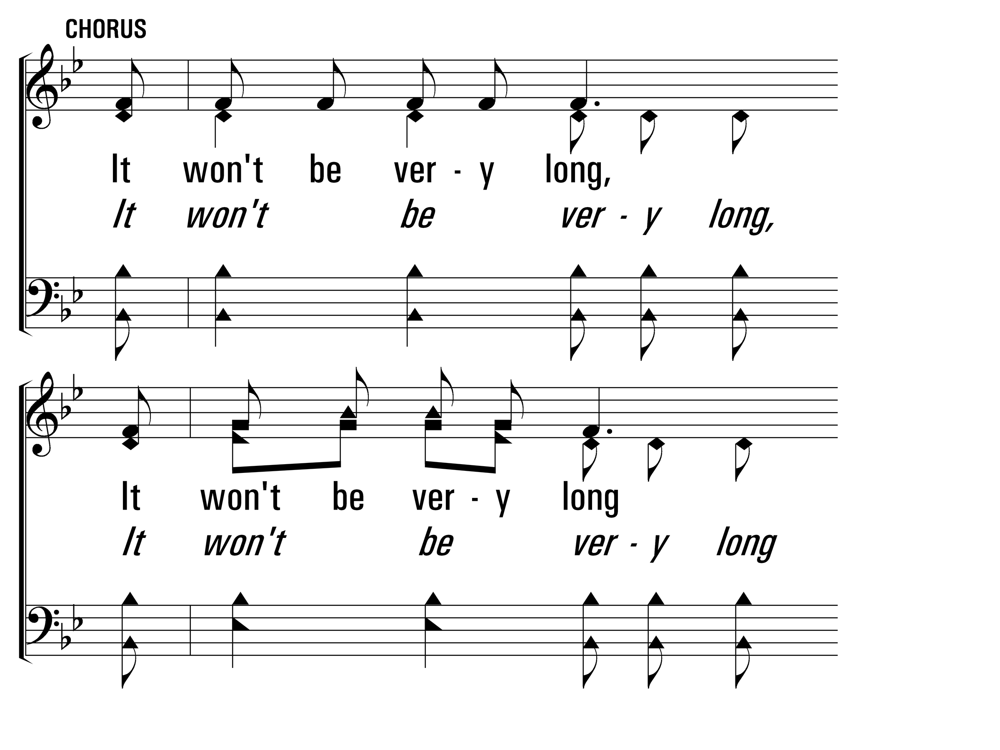 CHORUS
It won't be ver - y long,
It won't be ver - y long,
It won't be ver - y long
It won't be ver - y long